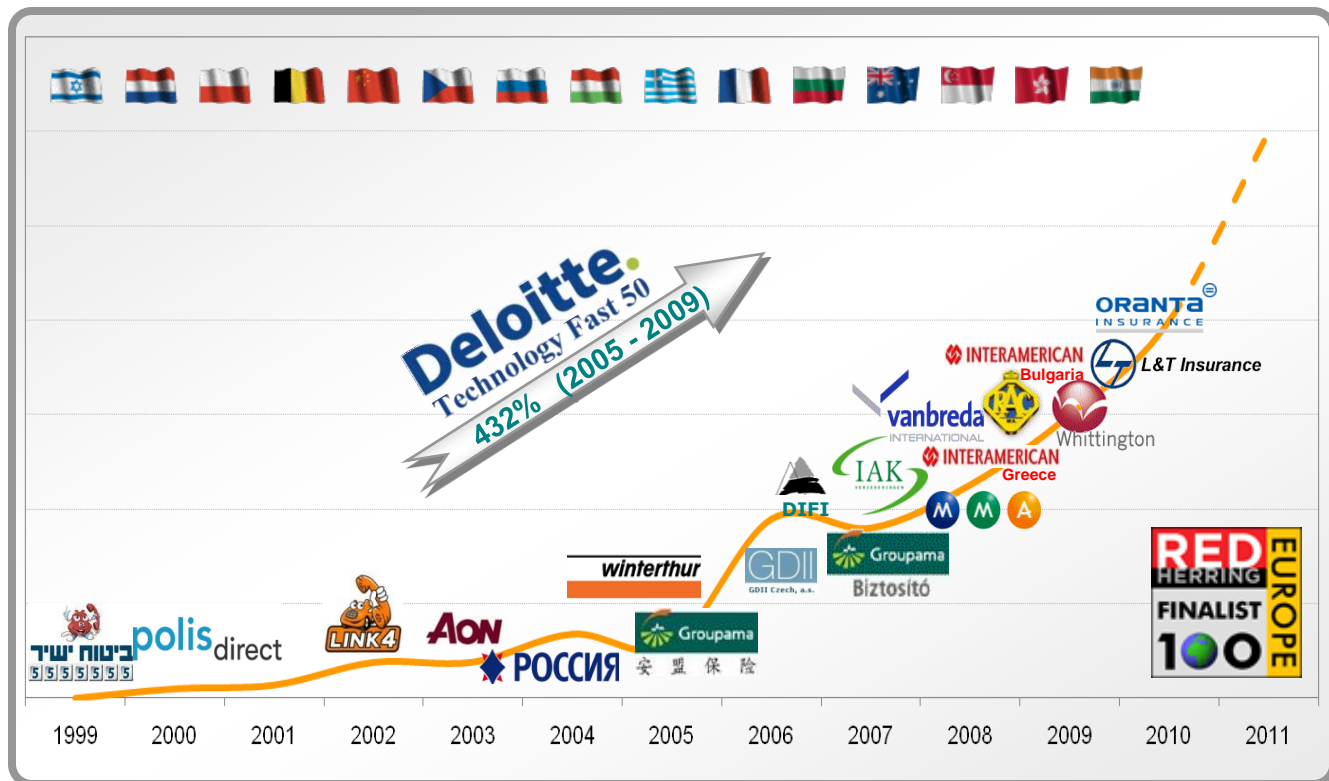 Deloitte.
Technology Fast 50
432% (2005 - 2009)
ORANTA
INSURANCE
INTERAMERICAN
Bulgaria
LT
L&T Insurance
RAC
Whittington
vanbreda
INTERNATIONAL
INTERAMERICAN
Greece
IAK
VERZEKERINGEN
DIFI
M M A
winterthur
GDII
GDII Czech, a.s.
Groupama
Biztosító
RED
HERRING
FINALIST
100
EUROPE
ביטוח ישיר
5 5 5 5 5 5 5
polis
direct
LINK4
AON
РОССИЯ
Groupama
安盟保险
1999 2000 2001 2002 2003 2004 2005 2006 2007 2008 2009 2010 2011